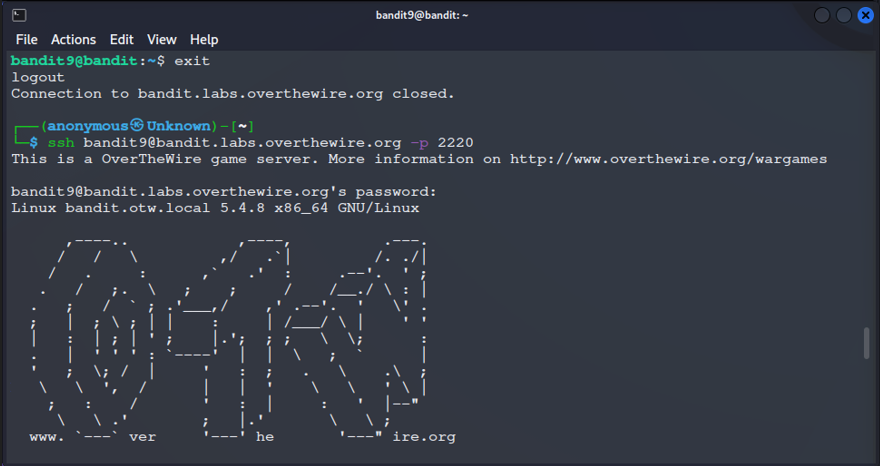 bandit9@bandit: ~
File Actions Edit View Help
bandit9@bandit:~$ exit
logout
Connection to bandit.labs.overthewire.org closed.
┌──(anonymous㉿Unknown)-[~]
└─$ ssh bandit9@bandit.labs.overthewire.org -p 2220
This is a OverTheWire game server. More information on http://www.overthewire.org/wargames
bandit9@bandit.labs.overthewire.org's password:
Linux bandit.otw.local 5.4.8 x86_64 GNU/Linux
www. ver he ire.org